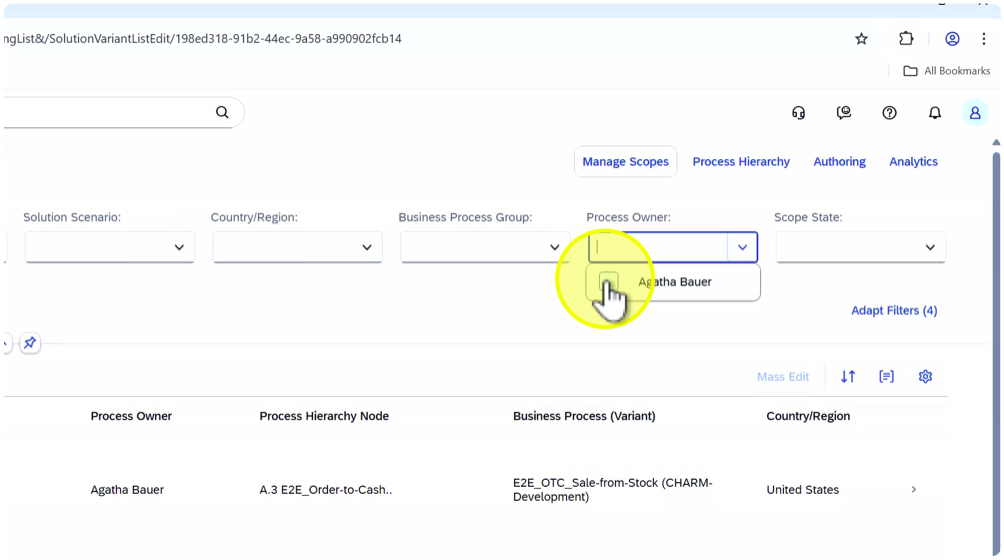 ngList&/SolutionVariantListEdit/198ed318-91b2-44ec-9a58-a990902fcb14
All Bookmarks
Manage Scopes Process Hierarchy Authoring Analytics
Solution Scenario: Country/Region: Business Process Group: Process Owner: Scope State:
Agatha Bauer
Adapt Filters (4)
Mass Edit
Process Owner Process Hierarchy Node Business Process (Variant) Country/Region
Agatha Bauer A.3 E2E_Order-to-Cash.. E2E_OTC_Sale-from-Stock (CHARM- United States
Development)